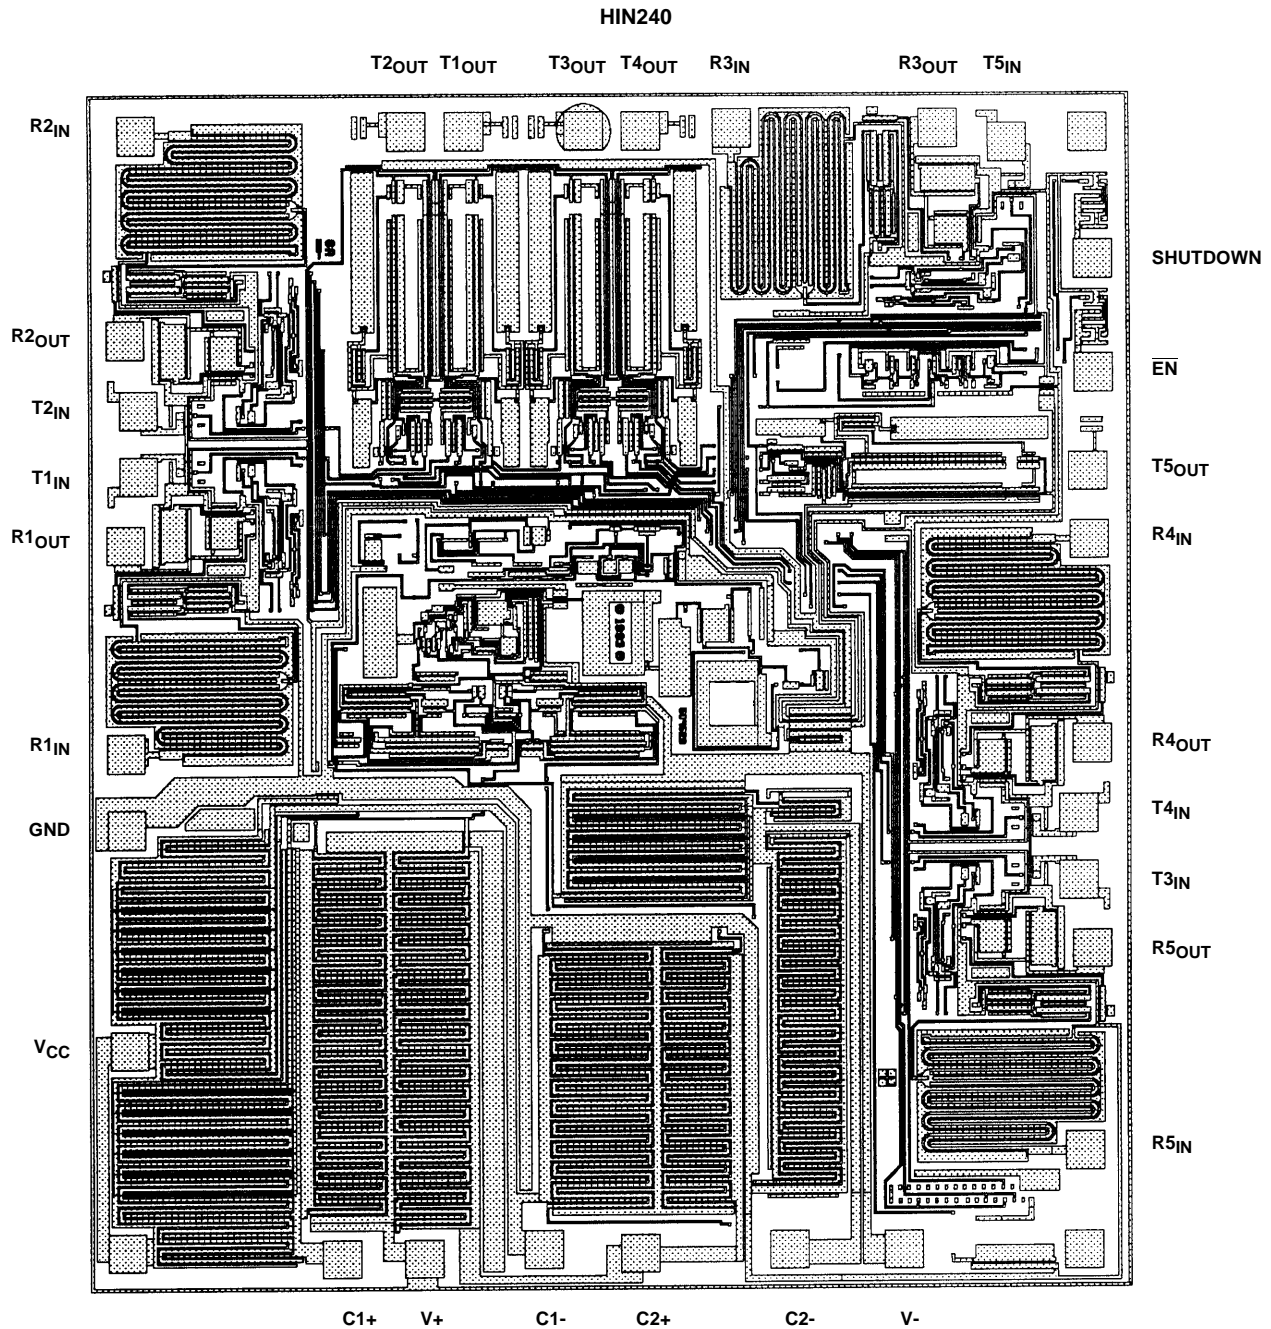 HIN240
T2OUT T1OUT T3OUT T4OUT R3IN R3OUT T5IN
R2IN
SHUTDOWN
R2OUT
EN
T2IN
T1IN
T5OUT
R1OUT
R4IN
R1IN
R4OUT
GND
T4IN
T3IN
R5OUT
VCC
R5IN
C1+ V+ C1- C2+ C2- V-
© 1993 ©